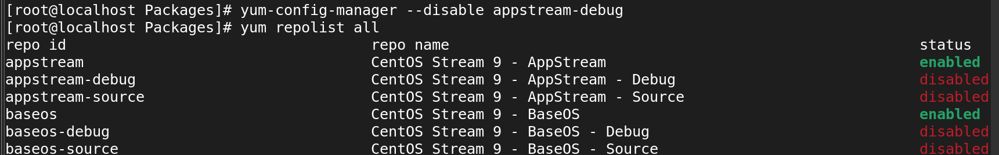 [root@localhost Packages]# yum-config-manager --disable appstream-debug
[root@localhost Packages]# yum repolist all
repo id repo name status
appstream CentOS Stream 9 - AppStream enabled
appstream-debug CentOS Stream 9 - AppStream - Debug disabled
appstream-source CentOS Stream 9 - AppStream - Source disabled
baseos CentOS Stream 9 - BaseOS enabled
baseos-debug CentOS Stream 9 - BaseOS - Debug disabled
baseos-source CentOS Stream 9 - BaseOS - Source disabled